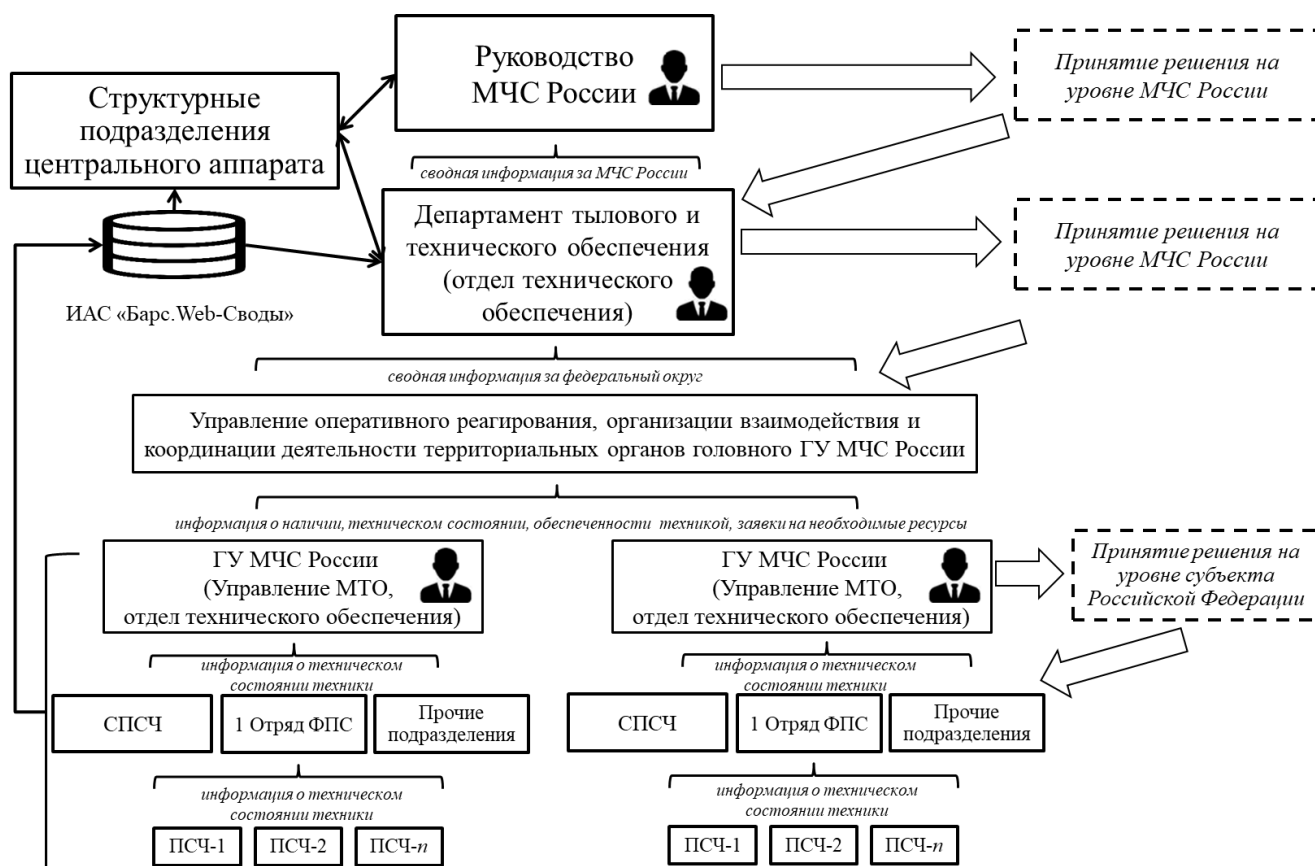 Руководство
МЧС России
Принятие решения на
уровне МЧС России
Структурные
подразделения
центрального аппарата
сводная информация за МЧС России
Департамент тылового и
технического обеспечения
(отдел технического
обеспечения)
Принятие решения на
уровне МЧС России
ИАС «Барс.Web-Своды»
сводная информация за федеральный округ
Управление оперативного реагирования, организации взаимодействия и
координации деятельности территориальных органов головного ГУ МЧС России
информация о наличии, техническом состоянии, обеспеченности техникой, заявки на необходимые ресурсы
ГУ МЧС России
(Управление МТО,
отдел технического обеспечения)
ГУ МЧС России
(Управление МТО,
отдел технического обеспечения)
Принятие решения на
уровне субъекта
Российской Федерации
информация о техническом
состоянии техники
информация о техническом
состоянии техники
СПСЧ
1 Отряд ФПС
Прочие
подразделения
СПСЧ
1 Отряд ФПС
Прочие
подразделения
информация о техническом
состоянии техники
информация о техническом
состоянии техники
ПСЧ-1
ПСЧ-2
ПСЧ-n
ПСЧ-1
ПСЧ-2
ПСЧ-n